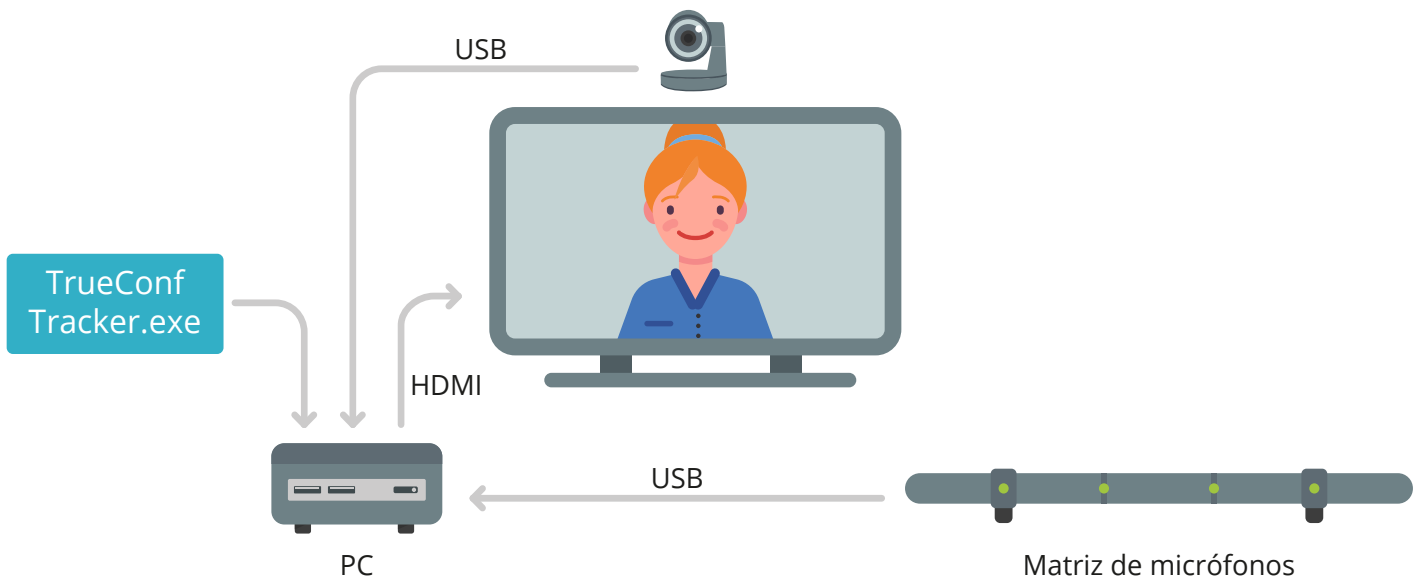 USB
TrueConf
Tracker.exe
HDMI
USB
PC
Matriz de micrófonos